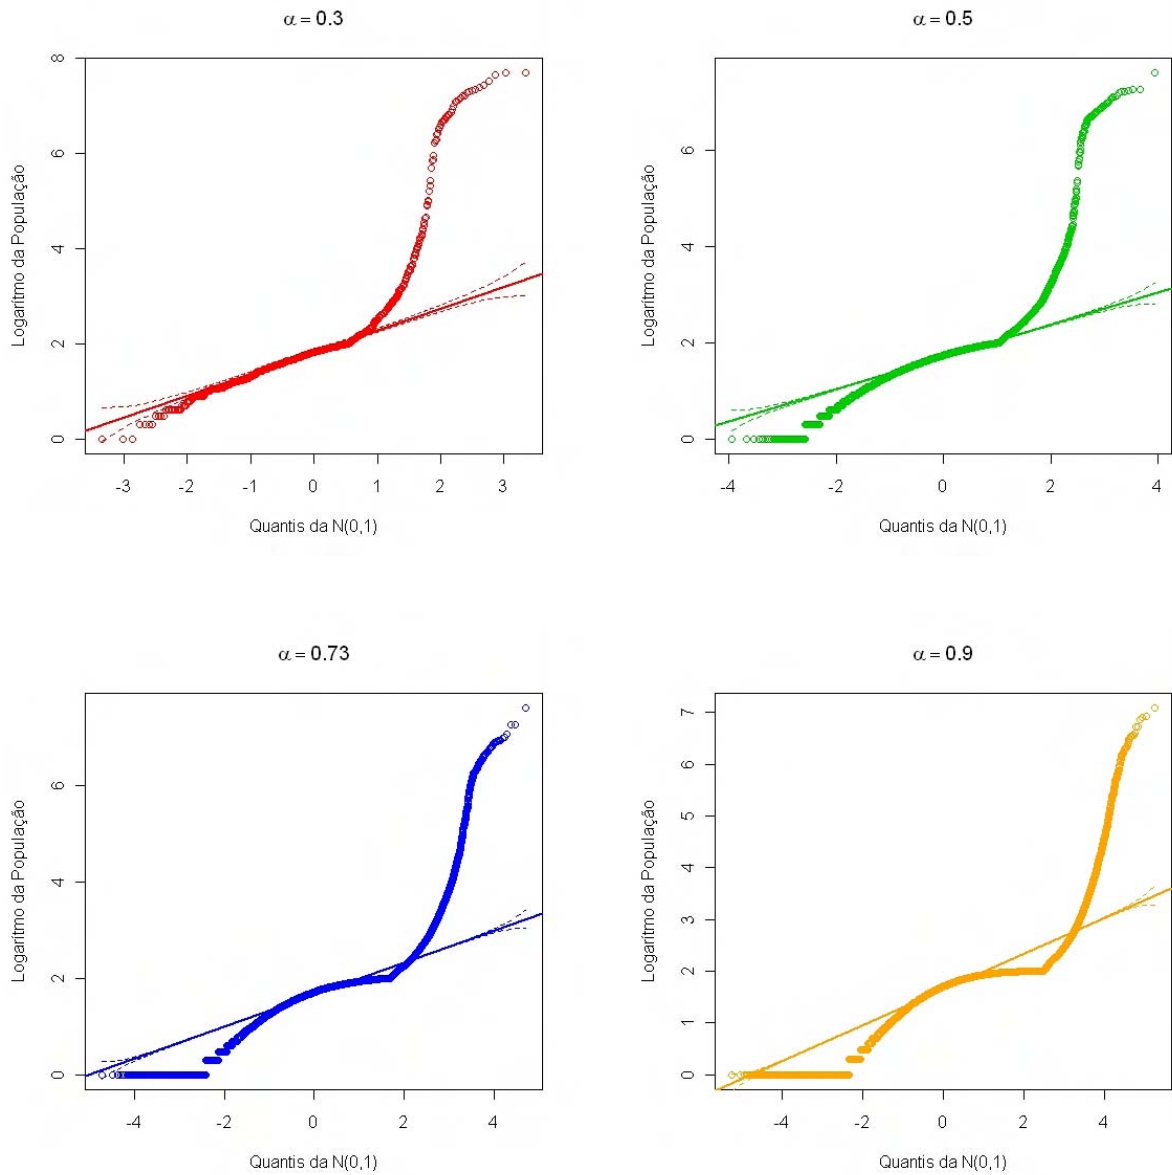 α = 0.3
8
6
4
2
0
Logaritmo da População
-3 -2 -1 0 1 2 3
Quantis da N(0,1)
α = 0.5
6
4
2
0
Logaritmo da População
-4 -2 0 2 4
Quantis da N(0,1)
α = 0.73
6
4
2
0
Logaritmo da População
-4 -2 0 2 4
Quantis da N(0,1)
α = 0.9
7
6
5
4
3
2
1
0
Logaritmo da População
-4 -2 0 2 4
Quantis da N(0,1)